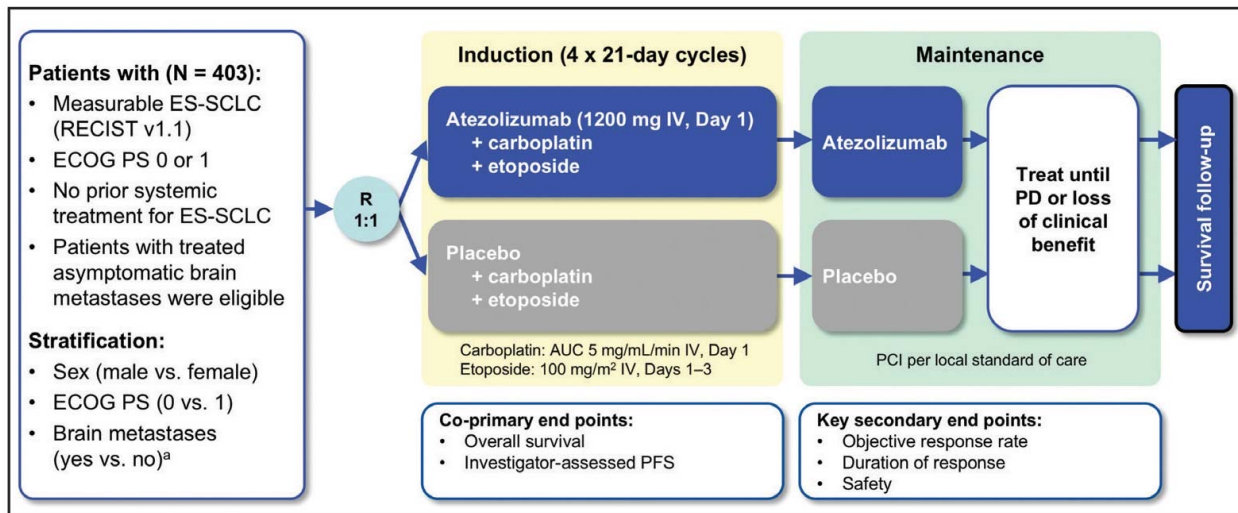 Patients with (N = 403):
• Measurable ES-SCLC
(RECIST v1.1)
• ECOG PS 0 or 1
• No prior systemic
treatment for ES-SCLC
• Patients with treated
asymptomatic brain
metastases were eligible
Stratification:
• Sex (male vs. female)
• ECOG PS (0 vs. 1)
• Brain metastases
(yes vs. no)ᵃ
R
1:1
Induction (4 x 21-day cycles)
Atezolizumab (1200 mg IV, Day 1)
+ carboplatin
+ etoposide
Placebo
+ carboplatin
+ etoposide
Carboplatin: AUC 5 mg/mL/min IV, Day 1
Etoposide: 100 mg/m² IV, Days 1–3
Maintenance
Atezolizumab
Placebo
Treat until
PD or loss
of clinical
benefit
PCI per local standard of care
Survival follow-up
Co-primary end points:
• Overall survival
• Investigator-assessed PFS
Key secondary end points:
• Objective response rate
• Duration of response
• Safety